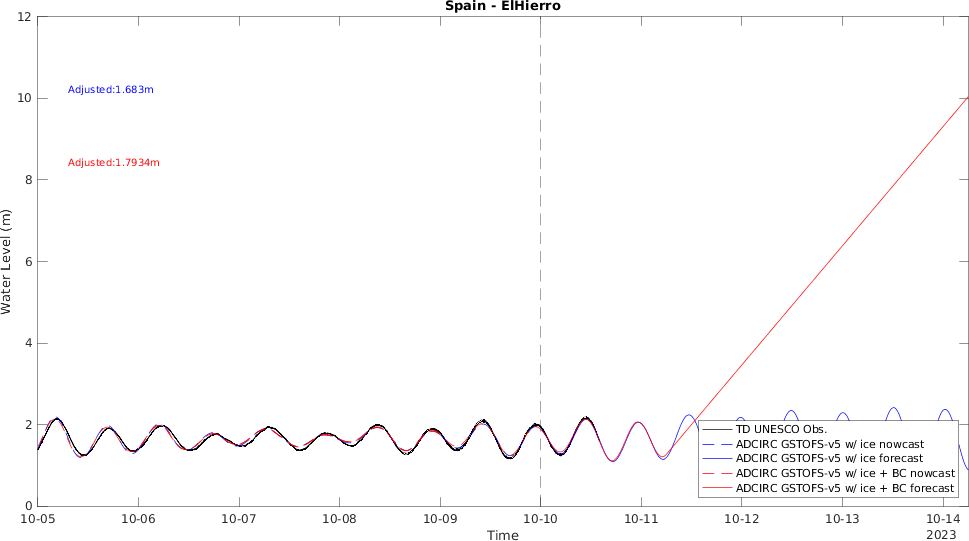 Spain - ElHierro
12
10
8
6
4
2
0
Water Level (m)
Adjusted:1.683m
Adjusted:1.7934m
TD UNESCO Obs.
ADCIRC GSTOFS-v5 w/ ice nowcast
ADCIRC GSTOFS-v5 w/ ice forecast
ADCIRC GSTOFS-v5 w/ ice + BC nowcast
ADCIRC GSTOFS-v5 w/ ice + BC forecast
10-05 10-06 10-07 10-08 10-09 10-10 10-11 10-12 10-13 10-14
Time
2023